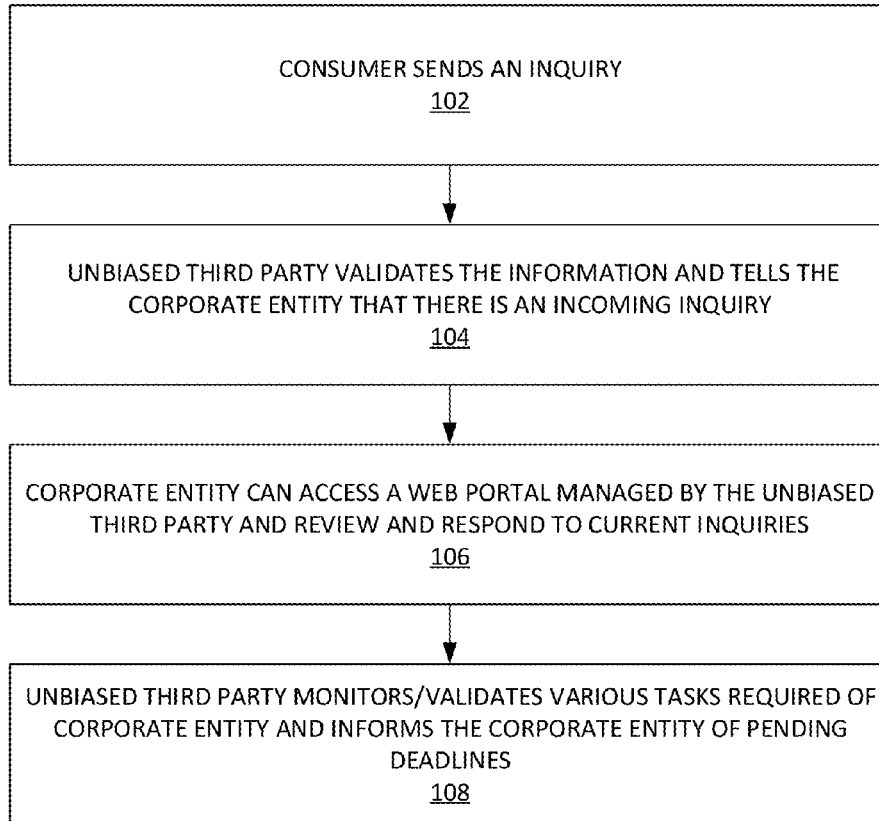 CONSUMER SENDS AN INQUIRY
102
UNBIASED THIRD PARTY VALIDATES THE INFORMATION AND TELLS THE
CORPORATE ENTITY THAT THERE IS AN INCOMING INQUIRY
104
CORPORATE ENTITY CAN ACCESS A WEB PORTAL MANAGED BY THE UNBIASED
THIRD PARTY AND REVIEW AND RESPOND TO CURRENT INQUIRIES
106
UNBIASED THIRD PARTY MONITORS/VALIDATES VARIOUS TASKS REQUIRED OF
CORPORATE ENTITY AND INFORMS THE CORPORATE ENTITY OF PENDING
DEADLINES
108